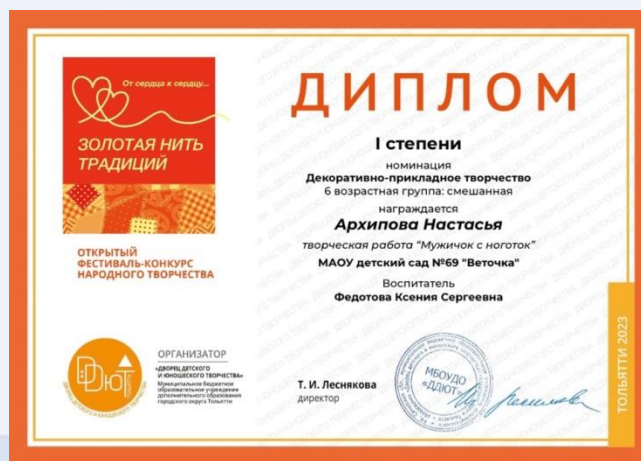 От сердца к сердцу...
ЗОЛОТАЯ НИТЬ
ТРАДИЦИЙ
ОТКРЫТЫЙ
ФЕСТИВАЛЬ-КОНКУРС
НАРОДНОГО ТВОРЧЕСТВА
ДДЮТ
ОРГАНИЗАТОР
«ДВОРЕЦ ДЕТСКОГО
И ЮНОШЕСКОГО ТВОРЧЕСТВА»
Муниципальное бюджетное
образовательное учреждение
дополнительного образования
городского округа Тольятти
ДИПЛОМ
I степени
номинация
Декоративно-прикладное творчество
6 возрастная группа: смешанная
награждается
Архипова Настасья
творческая работа "Мужичок с ноготок"
МАОУ детский сад №69 "Веточка"
Воспитатель
Федотова Ксения Сергеевна
Т. И. Леснякова
директор
МБОУДО
«ДДЮТ»
ТОЛЬЯТТИ 2023